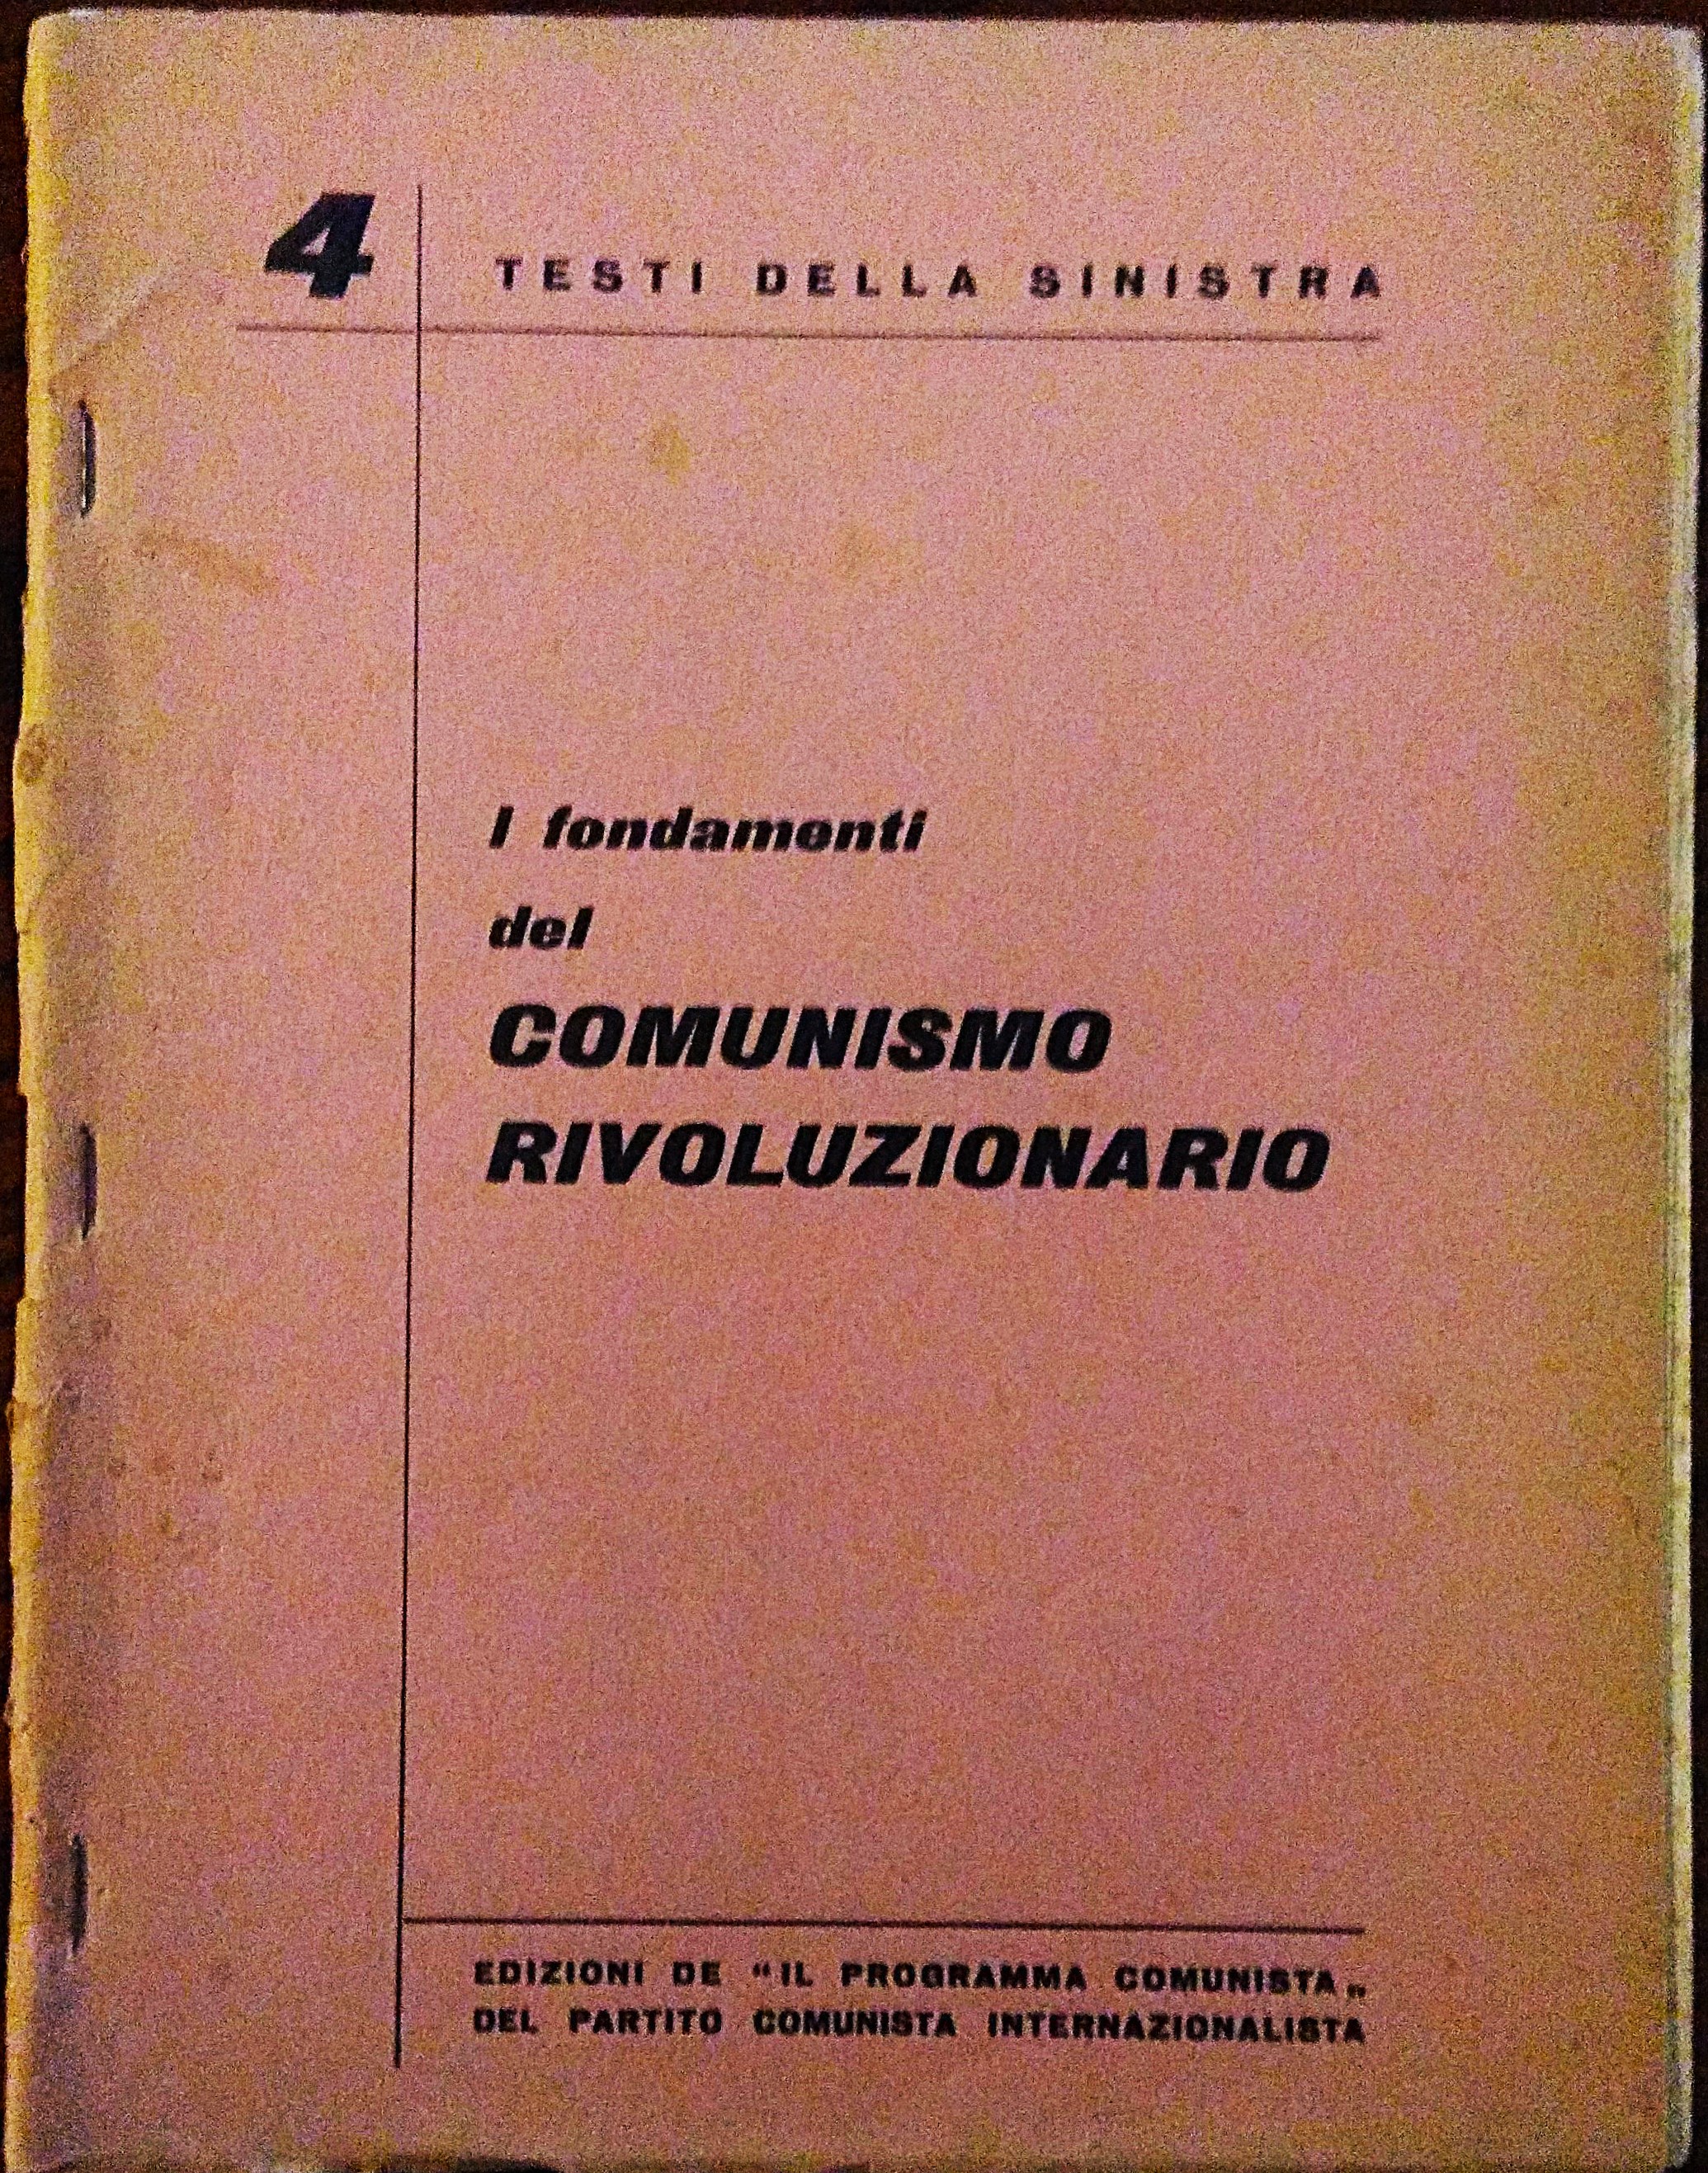 4 TESTI DELLA SINISTRA
I fondamenti
del
COMUNISMO
RIVOLUZIONARIO
EDIZIONI DE “IL PROGRAMMA COMUNISTA„
DEL PARTITO COMUNISTA INTERNAZIONALISTA